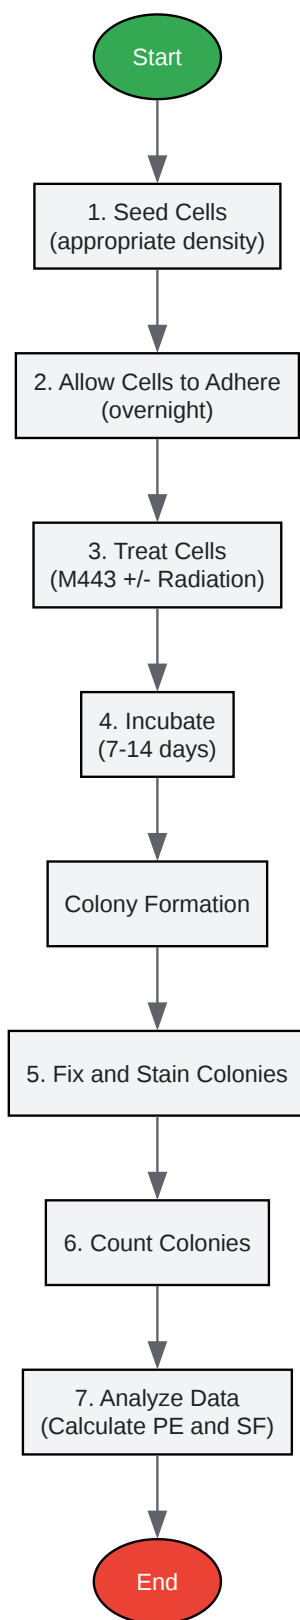 Start
1. Seed Cells
(appropriate density)
2. Allow Cells to Adhere
(overnight)
3. Treat Cells
(M443 +/- Radiation)
4. Incubate
(7-14 days)
Colony Formation
5. Fix and Stain Colonies
6. Count Colonies
7. Analyze Data
(Calculate PE and SF)
End